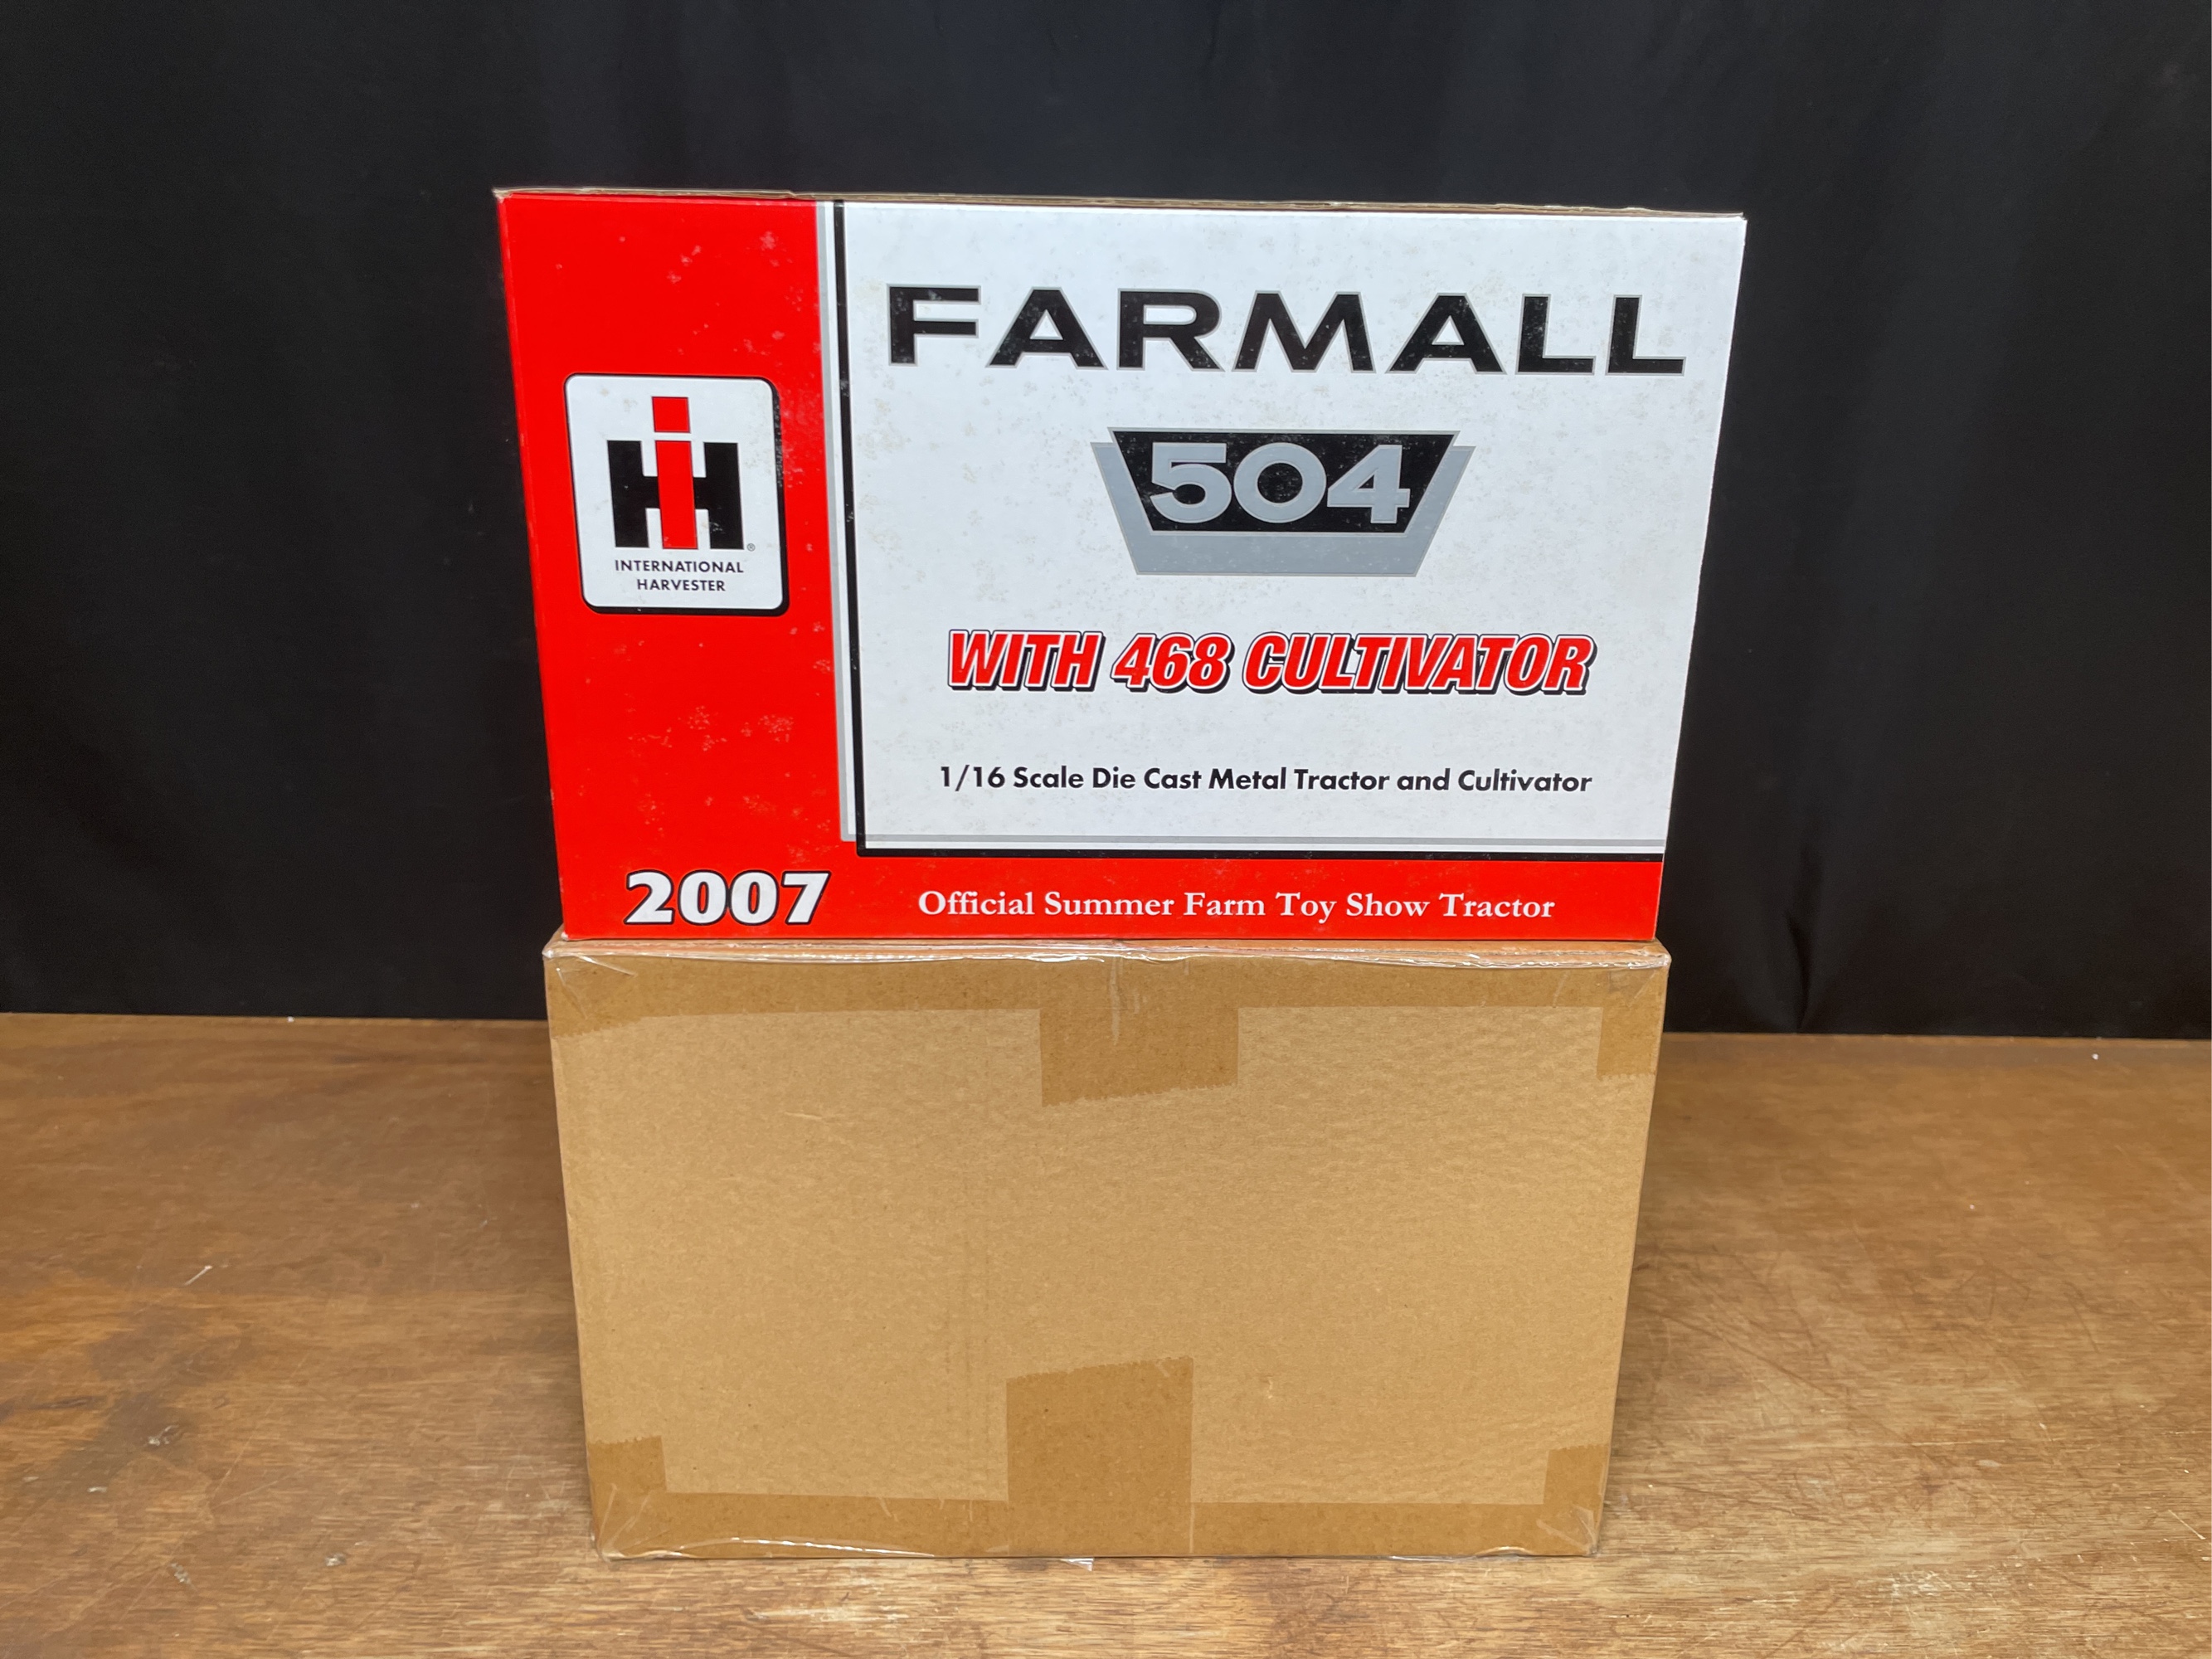 FARMALL
504
IH
INTERNATIONAL
HARVESTER
®
WITH 468 CULTIVATOR
1/16 Scale Die Cast Metal Tractor and Cultivator
2007
Official Summer Farm Toy Show Tractor